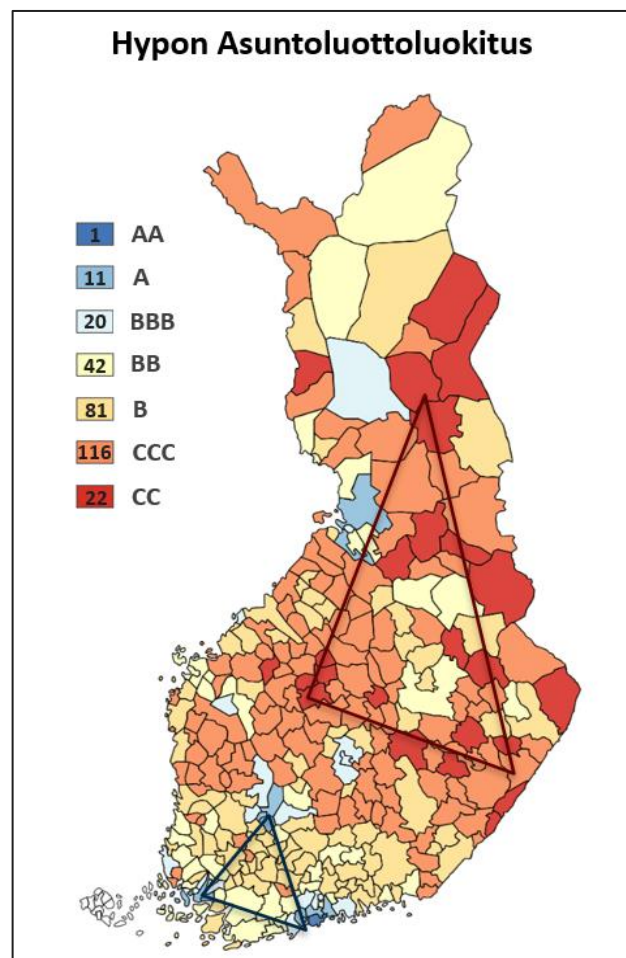 Hypon Asuntoluottoluokitus
1 AA
11 A
20 BBB
42 BB
81 B
116 CCC
22 CC